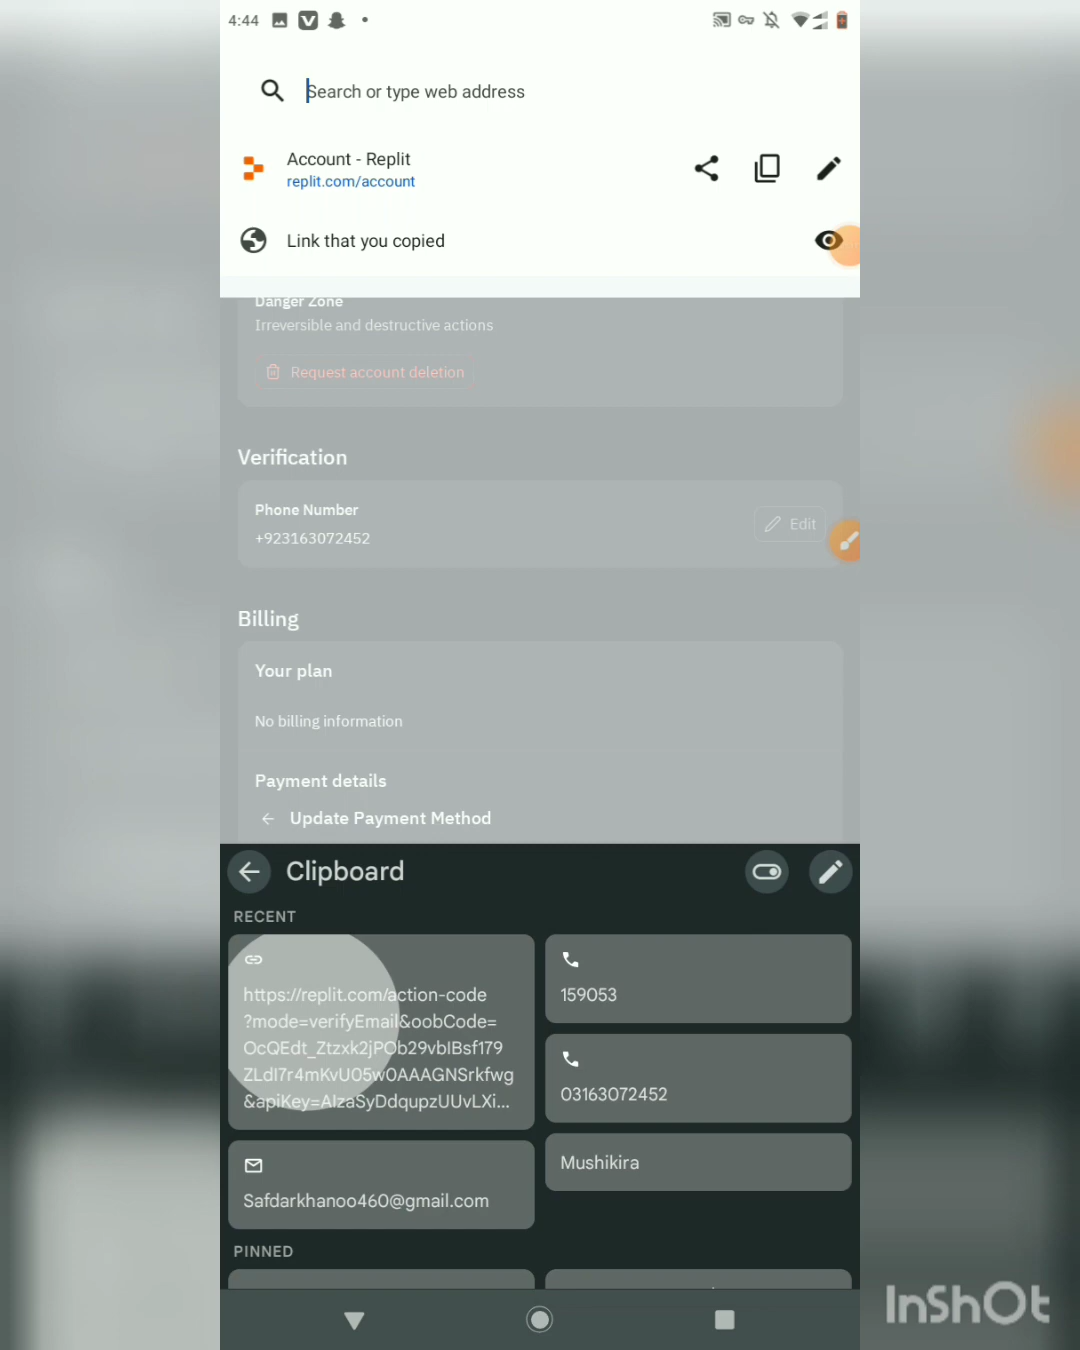 4:44
Search or type web address
Account - Replit
replit.com/account
Link that you copied
Danger Zone
Irreversible and destructive actions
Request account deletion
Verification
Phone Number
+923163072452
Edit
Billing
Your plan
No billing information
Payment details
Update Payment Method
Clipboard
RECENT
https://replit.com/action-code
?mode=verifyEmail&oobCode=
OcQEdt_Ztzxk2jPOb29vbIBsf179
ZLdI7r4mKvU05w0AAAGNSrkfwg
&apiKey=AIzaSyDdqupzUUvLXi...
159053
03163072452
Mushikira
Safdarkhanoo460@gmail.com
PINNED
InShOt